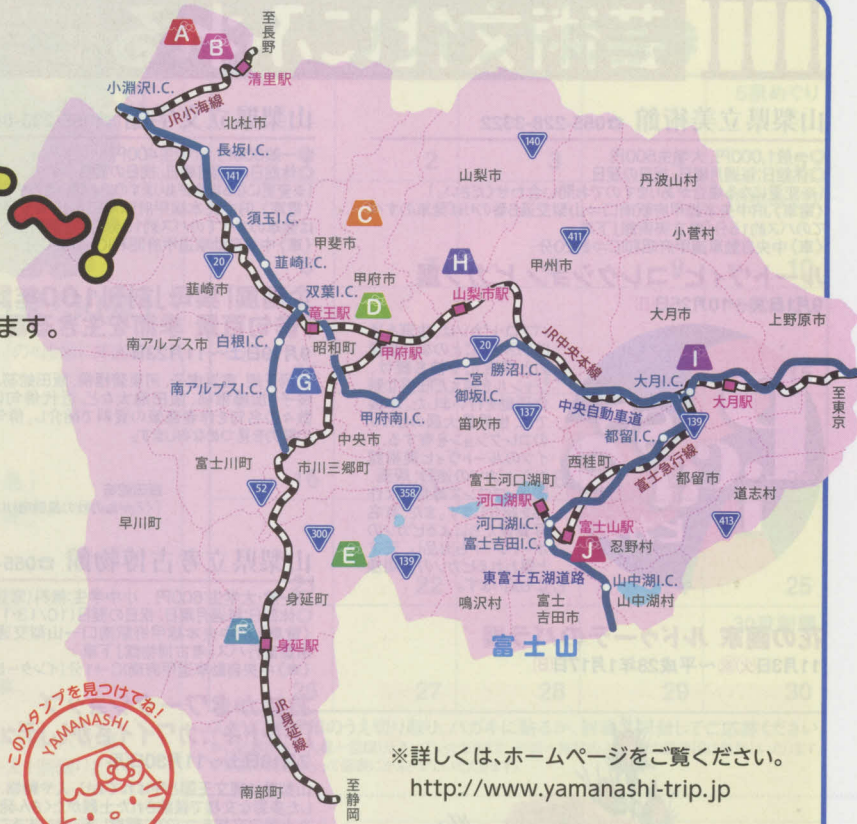 A
B
至長野
清里駅
小淵沢I.C.
JR小海線
北杜市
長坂I.C.
141
140
山梨市
丹波山村
須玉I.C.
C
甲斐市
411
小菅村
20
韮崎I.C.
甲府市
H
甲州市
韮崎市
双葉I.C.
D
山梨市駅
大月市
竜王駅
上野原市
ます。
南アルプス市
白根I.C.
昭和町
甲府駅
20
JR中央本線
I
南アルプスI.C.
G
一宮御坂I.C.
勝沼I.C.
大月I.C.
大月駅
至東京
甲府南I.C.
137
中央自動車道
139
笛吹市
都留I.C.
中央市
富士川町
市川三郷町
西桂町
富士急行線
52
358
富士河口湖町
都留市
道志村
河口湖駅
413
早川町
300
河口湖I.C.
富士山駅
E
139
富士吉田I.C.
J
忍野村
東富士五湖道路
山中湖I.C.
身延町
鳴沢村
富士吉田市
山中湖村
F
身延駅
富士山
このスタンプを見つけてね!
YAMANASHI
JR身延線
※詳しくは、ホームページをご覧ください。
http://www.yamanashi-trip.jp
南部町
至静岡